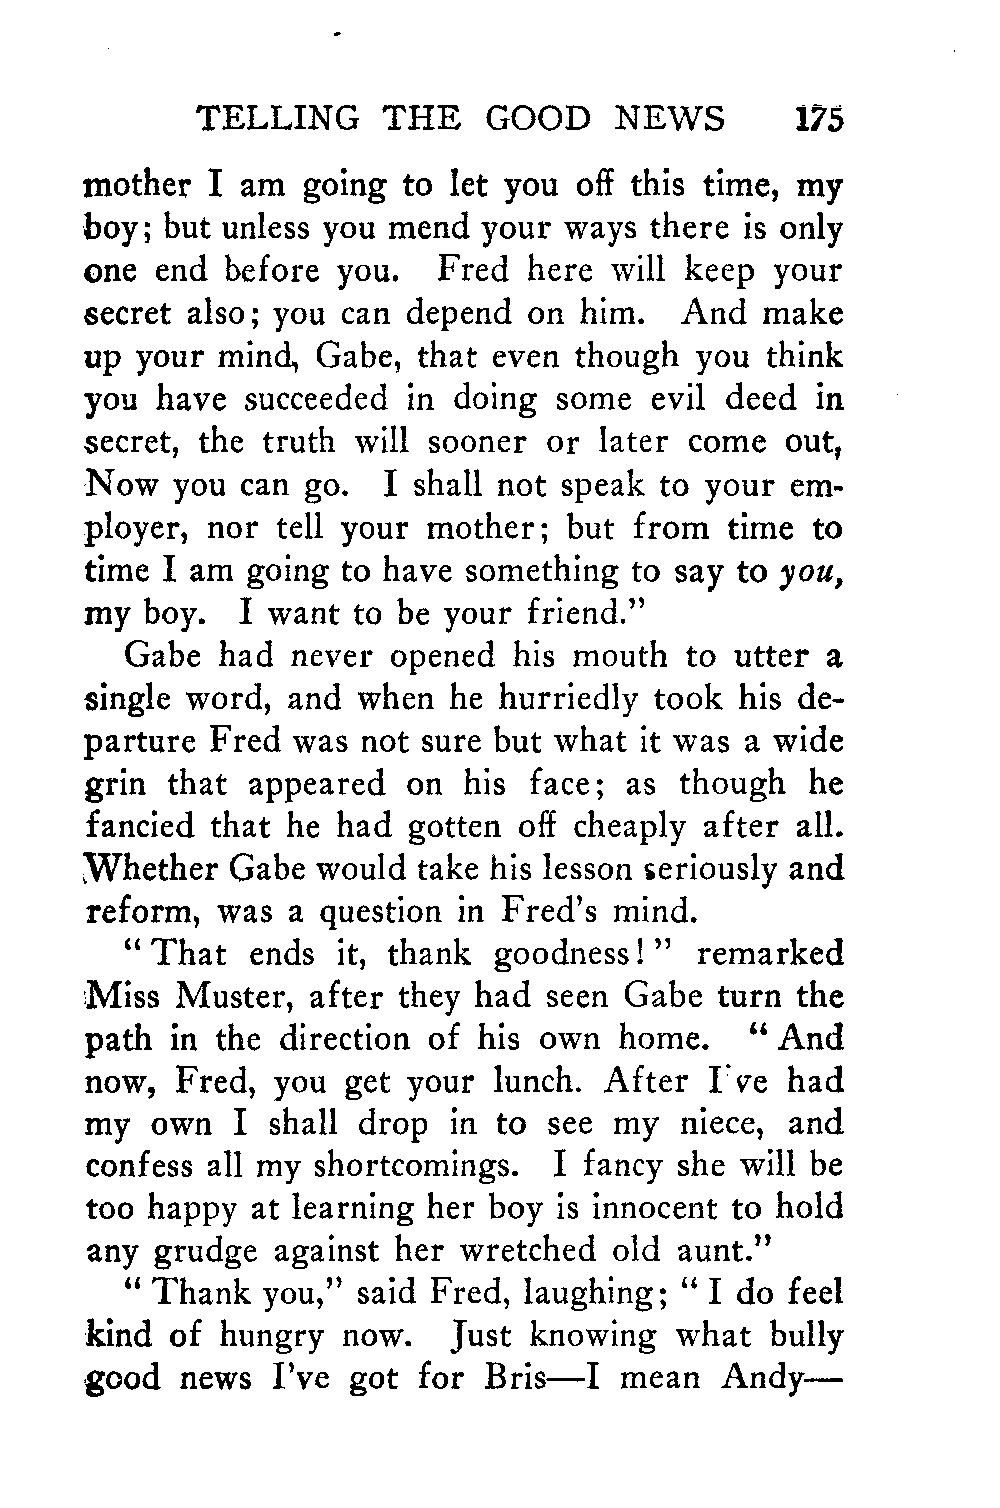 TELLING THE GOOD NEWS 175
mother I am going to let you off this time, my
boy; but unless you mend your ways there is only
one end before you. Fred here will keep your
secret also; you can depend on him. And make
up your mind, Gabe, that even though you think
you have succeeded in doing some evil deed in
secret, the truth will sooner or later come out,
Now you can go. I shall not speak to your em-
ployer, nor tell your mother; but from time to
time I am going to have something to say to you,
my boy. I want to be your friend."
Gabe had never opened his mouth to utter a
single word, and when he hurriedly took his de-
parture Fred was not sure but what it was a wide
grin that appeared on his face; as though he
fancied that he had gotten off cheaply after all.
Whether Gabe would take his lesson seriously and
reform, was a question in Fred's mind.
"That ends it, thank goodness!" remarked
Miss Muster, after they had seen Gabe turn the
path in the direction of his own home. "And
now, Fred, you get your lunch. After I've had
my own I shall drop in to see my niece, and
confess all my shortcomings. I fancy she will be
too happy at learning her boy is innocent to hold
any grudge against her wretched old aunt."
"Thank you," said Fred, laughing; "I do feel
kind of hungry now. Just knowing what bully
good news I've got for Bris—I mean Andy—